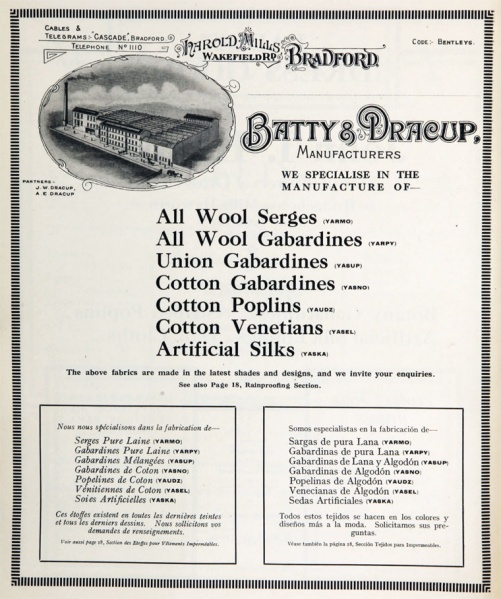 CABLES &
TELEGRAMS:- "CASCADE", BRADFORD.
TELEPHONE Nº 1110
HAROLD MILLS,
WAKEFIELD RD,
BRADFORD.
CODE:- BENTLEYS.
BATTY & DRACUP,
MANUFACTURERS
PARTNERS:-
J. W. DRACUP,
A. E. DRACUP
WE SPECIALISE IN THE
MANUFACTURE OF—
All Wool Serges (YARMO)
All Wool Gabardines (YARPY)
Union Gabardines (YASUP)
Cotton Gabardines (YASNO)
Cotton Poplins (YAUDZ)
Cotton Venetians (YASEL)
Artificial Silks (YASKA)
The above fabrics are made in the latest shades and designs, and we invite your enquiries.
See also Page 18, Rainproofing Section.
Nous nous spécialisons dans la fabrication de—
Serges Pure Laine (YARMO)
Gabardines Pure Laine (YARPY)
Gabardines Mélangées (YASUP)
Gabardines de Coton (YASNO)
Popelines de Coton (YAUDZ)
Vénitiennes de Coton (YASEL)
Soies Artificielles (YASKA)
Ces étoffes existent en toutes les dernières teintes
et tous les derniers dessins. Nous sollicitons vos
demandes de renseignements.
Voir aussi page 18, Section des Etoffes pour Vêtements Imperméables.
Somos especialistas en la fabricación de—
Sargas de pura Lana (YARMO)
Gabardinas de pura Lana (YARPY)
Gabardinas de Lana y Algodón (YASUP)
Gabardinas de Algodón (YASNO)
Popelinas de Algodón (YAUDZ)
Venecianas de Algodón (YASEL)
Sedas Artificiales (YASKA)
Todos estos tejidos se hacen en los colores y
diseños más a la moda. Solicitamos sus pre-
guntas.
Véase también la página 18, Sección Tejidos para Impermeables.